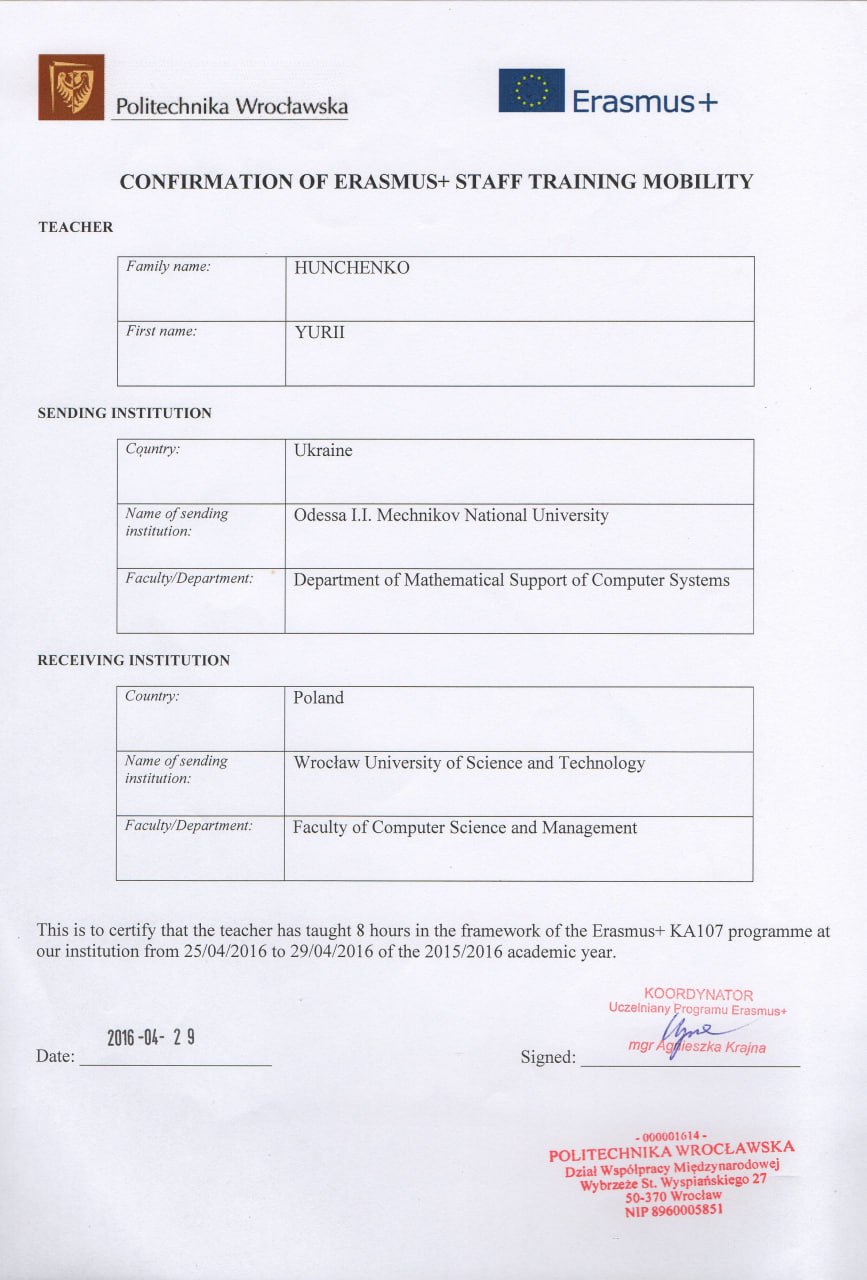 Politechnika Wrocławska
Erasmus+
CONFIRMATION OF ERASMUS+ STAFF TRAINING MOBILITY
TEACHER
Family name:
HUNCHENKO
First name:
YURII
SENDING INSTITUTION
Country:
Ukraine
Name of sending
institution:
Odessa I.I. Mechnikov National University
Faculty/Department:
Department of Mathematical Support of Computer Systems
RECEIVING INSTITUTION
Country:
Poland
Name of sending
institution:
Wrocław University of Science and Technology
Faculty/Department:
Faculty of Computer Science and Management
This is to certify that the teacher has taught 8 hours in the framework of the Erasmus+ KA107 programme at
our institution from 25/04/2016 to 29/04/2016 of the 2015/2016 academic year.
KOORDYNATOR
Uczelniany Programu Erasmus+
mgr Agnieszka Krajna
2016-04-29
Date:
Signed:
- 000001614 -
POLITECHNIKA WROCŁAWSKA
Dział Współpracy Międzynarodowej
Wybrzeże St. Wyspiańskiego 27
50-370 Wrocław
NIP 8960005851